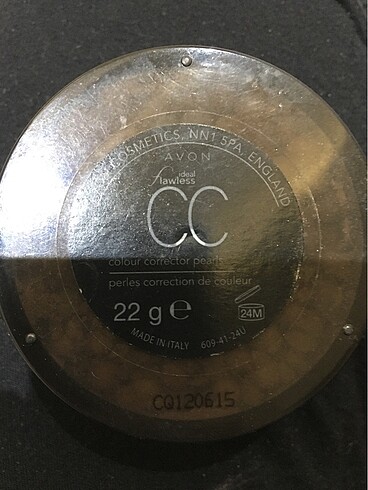 COSMETICS, NN1 5PA, ENGLAND
AVON
ideal
flawless
CC
colour corrector pearls
perles correction de couleur
22 g e
24M
MADE IN ITALY 609-41-24U
CQ120615